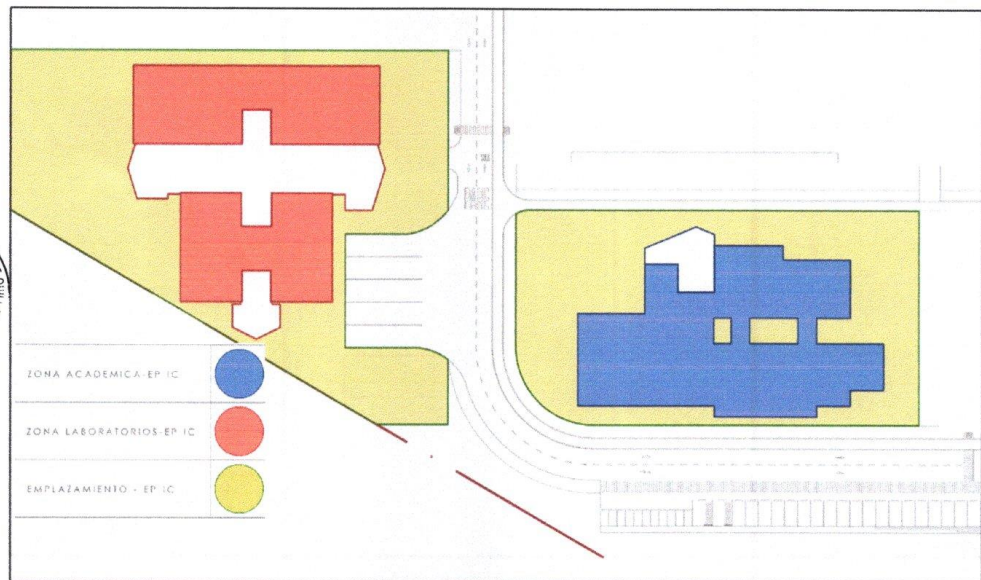 ZONA ACADEMICA-EP IC
ZONA LABORATORIOS-EP IC
EMPLAZAMIENTO - EP IC